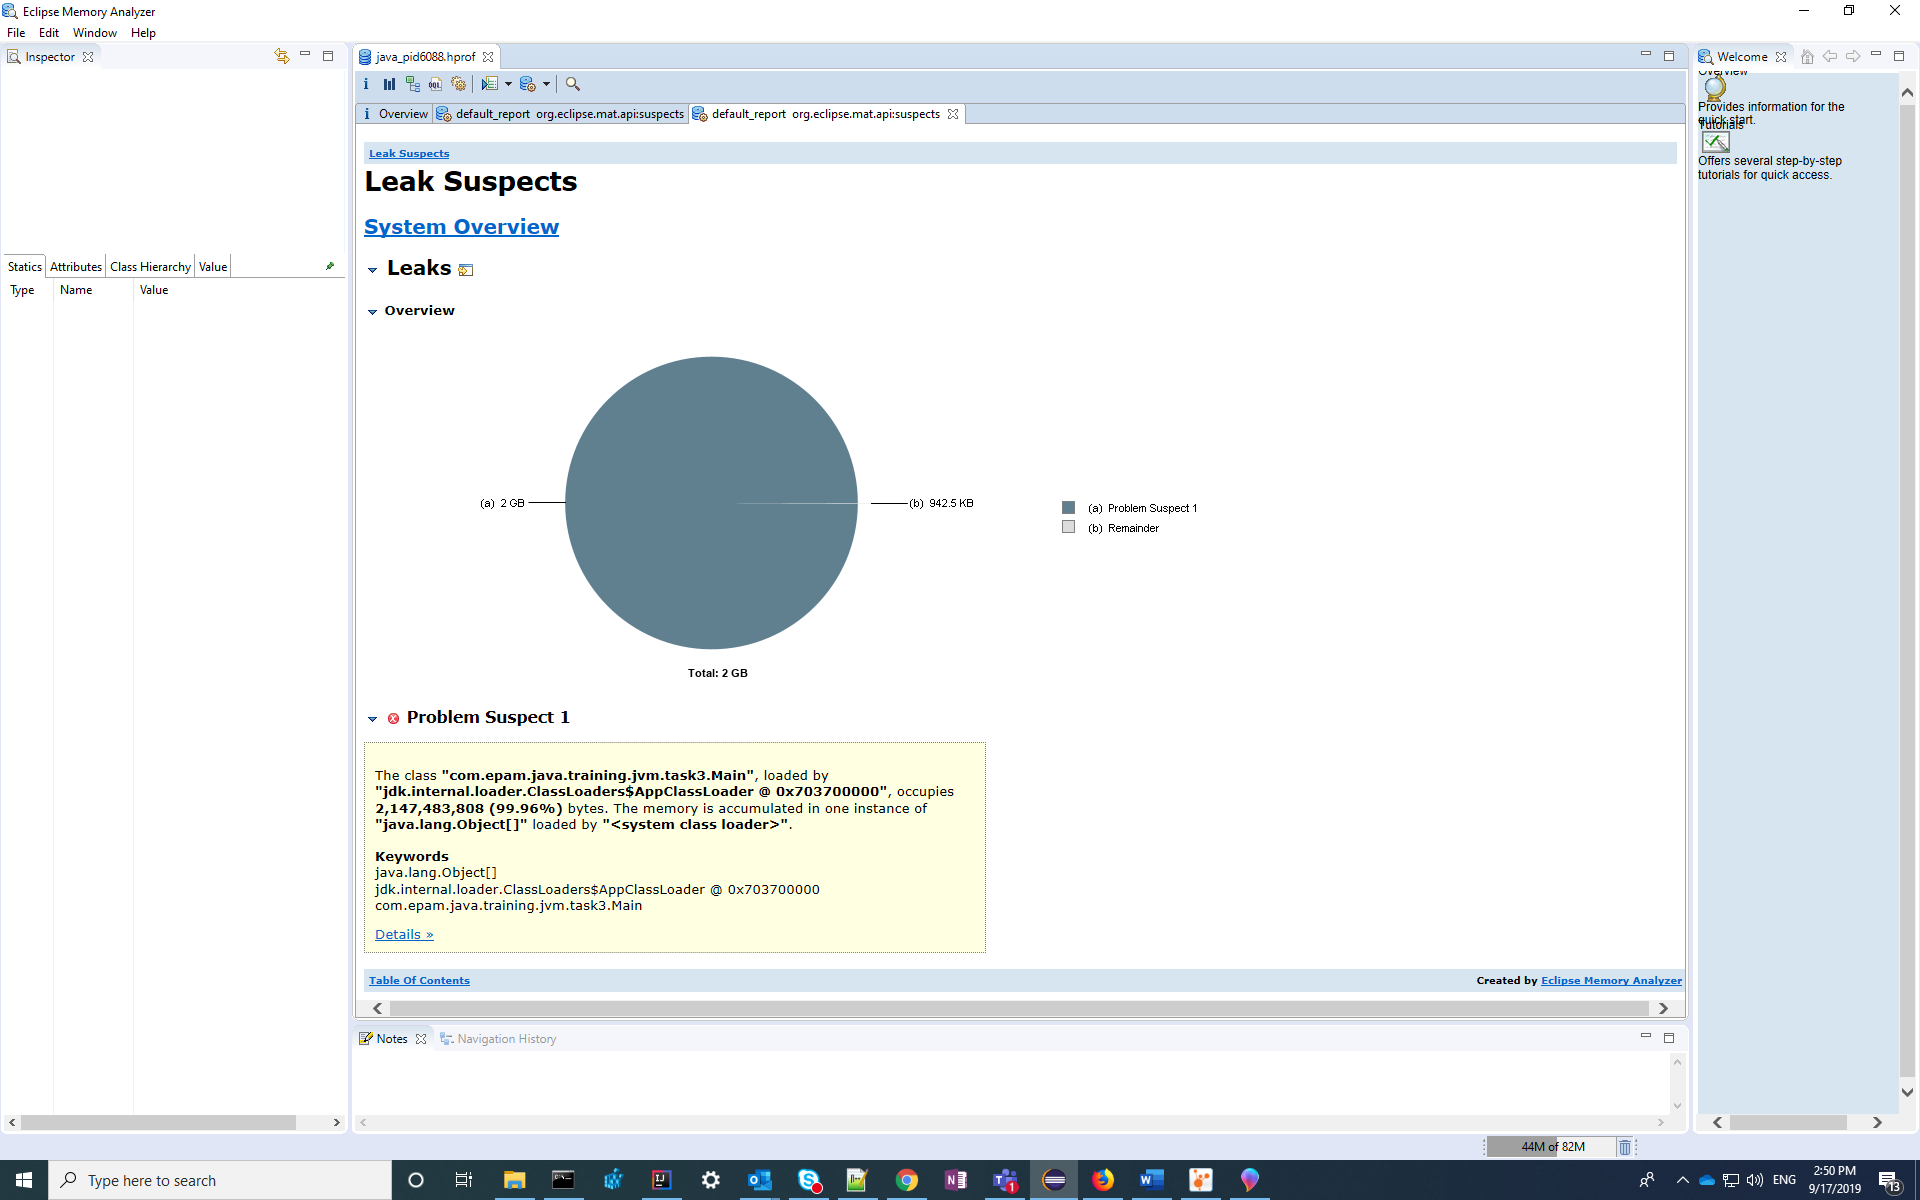 Eclipse Memory Analyzer
File Edit Window Help
Inspector
Statics Attributes Class Hierarchy Value
Type Name Value
java_pid6088.hprof
Overview default_report org.eclipse.mat.api:suspects default_report org.eclipse.mat.api:suspects
Leak Suspects
Leak Suspects
System Overview
Leaks
Overview
(a) 2 GB
(b) 942.5 KB
(a) Problem Suspect 1
(b) Remainder
Total: 2 GB
Problem Suspect 1
The class "com.epam.java.training.jvm.task3.Main", loaded by
"jdk.internal.loader.ClassLoaders$AppClassLoader @ 0x703700000", occupies
2,147,483,808 (99.96%) bytes. The memory is accumulated in one instance of
"java.lang.Object[]" loaded by "<system class loader>".
Keywords
java.lang.Object[]
jdk.internal.loader.ClassLoaders$AppClassLoader @ 0x703700000
com.epam.java.training.jvm.task3.Main
Details »
Table Of Contents
Created by Eclipse Memory Analyzer
Notes Navigation History
Welcome
Overview
Provides information for the
quick start.
Tutorials
Offers several step-by-step
tutorials for quick access.
44M of 82M
Type here to search
ENG
2:50 PM
9/17/2019
13